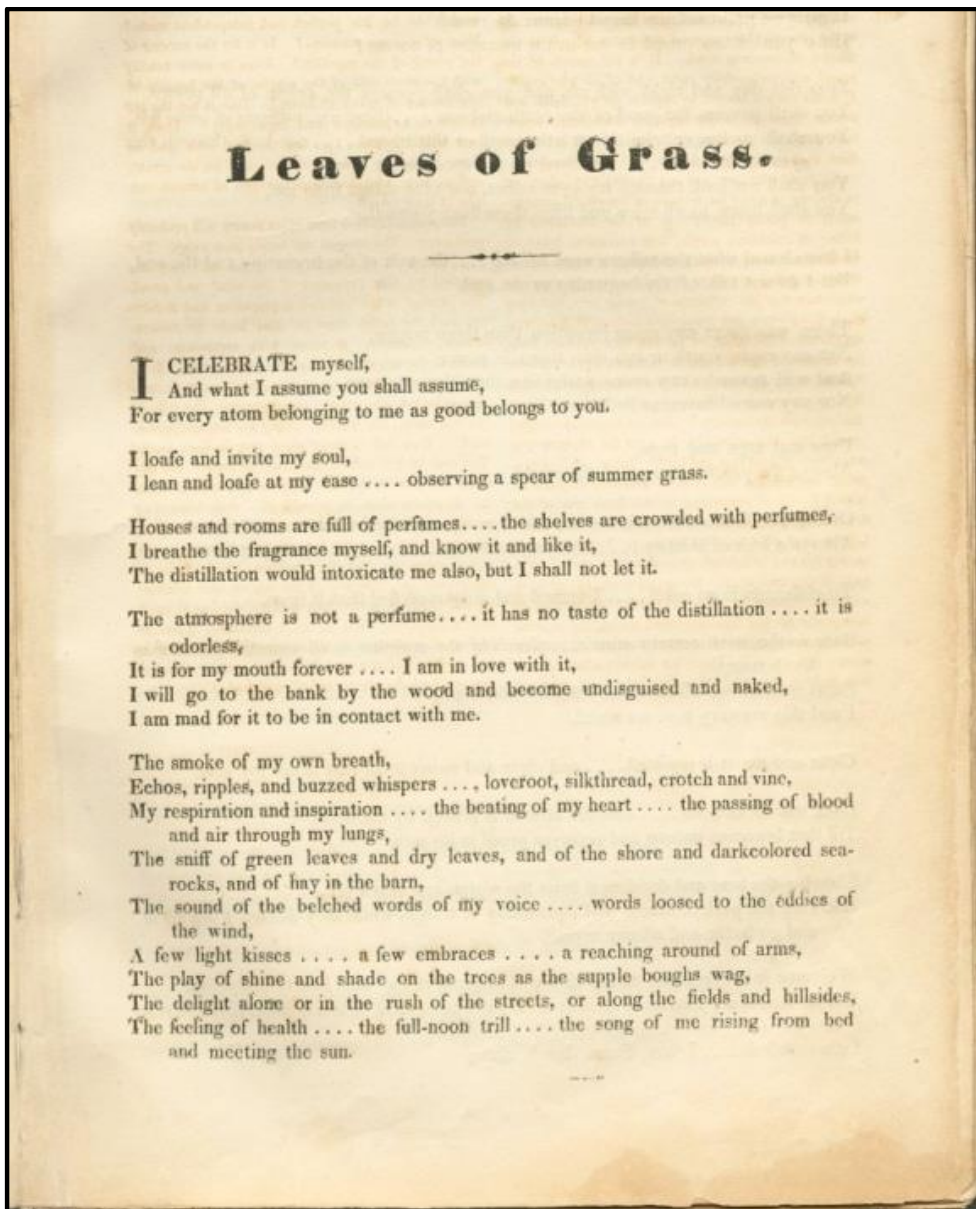 Leaves of Grass.
I CELEBRATE myself,
And what I assume you shall assume,
For every atom belonging to me as good belongs to you.
I loafe and invite my soul,
I lean and loafe at my ease .... observing a spear of summer grass.
Houses and rooms are full of perfumes.... the shelves are crowded with perfumes,
I breathe the fragrance myself, and know it and like it,
The distillation would intoxicate me also, but I shall not let it.
The atmosphere is not a perfume.... it has no taste of the distillation .... it is
odorless,
It is for my mouth forever .... I am in love with it,
I will go to the bank by the wood and become undisguised and naked,
I am mad for it to be in contact with me.
The smoke of my own breath,
Echos, ripples, and buzzed whispers .... loveroot, silkthread, crotch and vine,
My respiration and inspiration .... the beating of my heart .... the passing of blood
and air through my lungs,
The sniff of green leaves and dry leaves, and of the shore and darkcolored sea-
rocks, and of hay in the barn,
The sound of the belched words of my voice .... words loosed to the eddies of
the wind,
A few light kisses .... a few embraces .... a reaching around of arms,
The play of shine and shade on the trees as the supple boughs wag,
The delight alone or in the rush of the streets, or along the fields and hillsides,
The feeling of health .... the full-noon trill .... the song of me rising from bed
and meeting the sun.